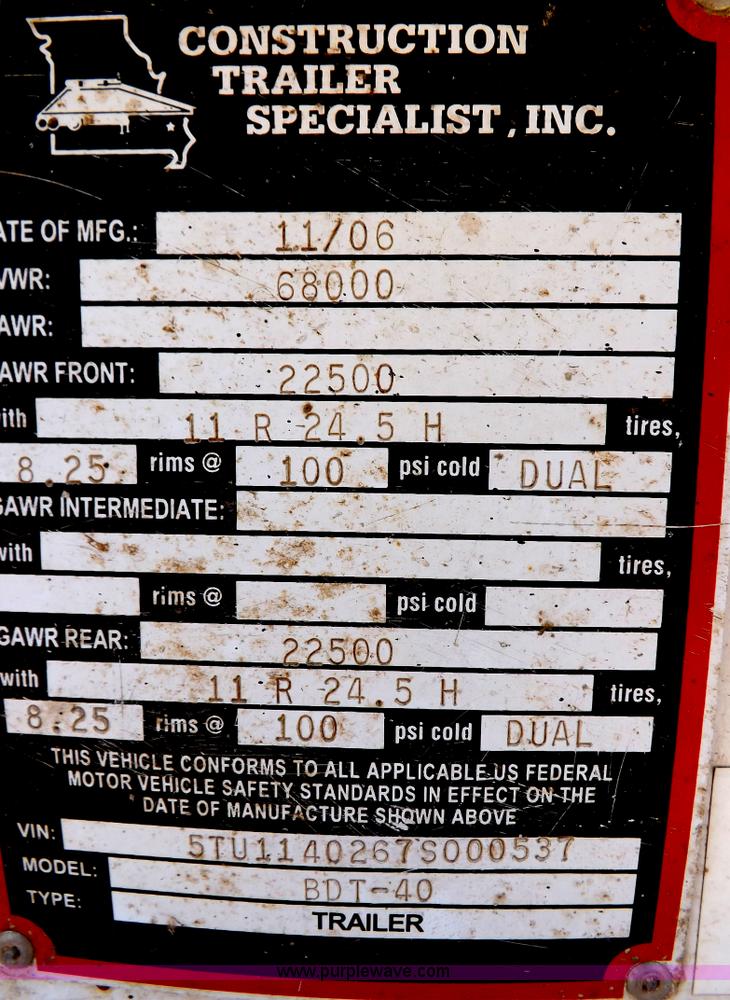 CONSTRUCTION
TRAILER
SPECIALIST, INC.
ATE OF MFG.: 11/06
VWR: 68000
AWR:
AWR FRONT: 22500
ith 11 R 24.5 H tires,
8.25 rims @ 100 psi cold DUAL
GAWR INTERMEDIATE:
with tires,
rims @ psi cold
GAWR REAR: 22500
with 11 R 24.5 H tires,
8.25 rims @ 100 psi cold DUAL
THIS VEHICLE CONFORMS TO ALL APPLICABLE US FEDERAL
MOTOR VEHICLE SAFETY STANDARDS IN EFFECT ON THE
DATE OF MANUFACTURE SHOWN ABOVE
VIN: 5TU1140267S000537
MODEL: BDT-40
TYPE: TRAILER
www.purplewave.com